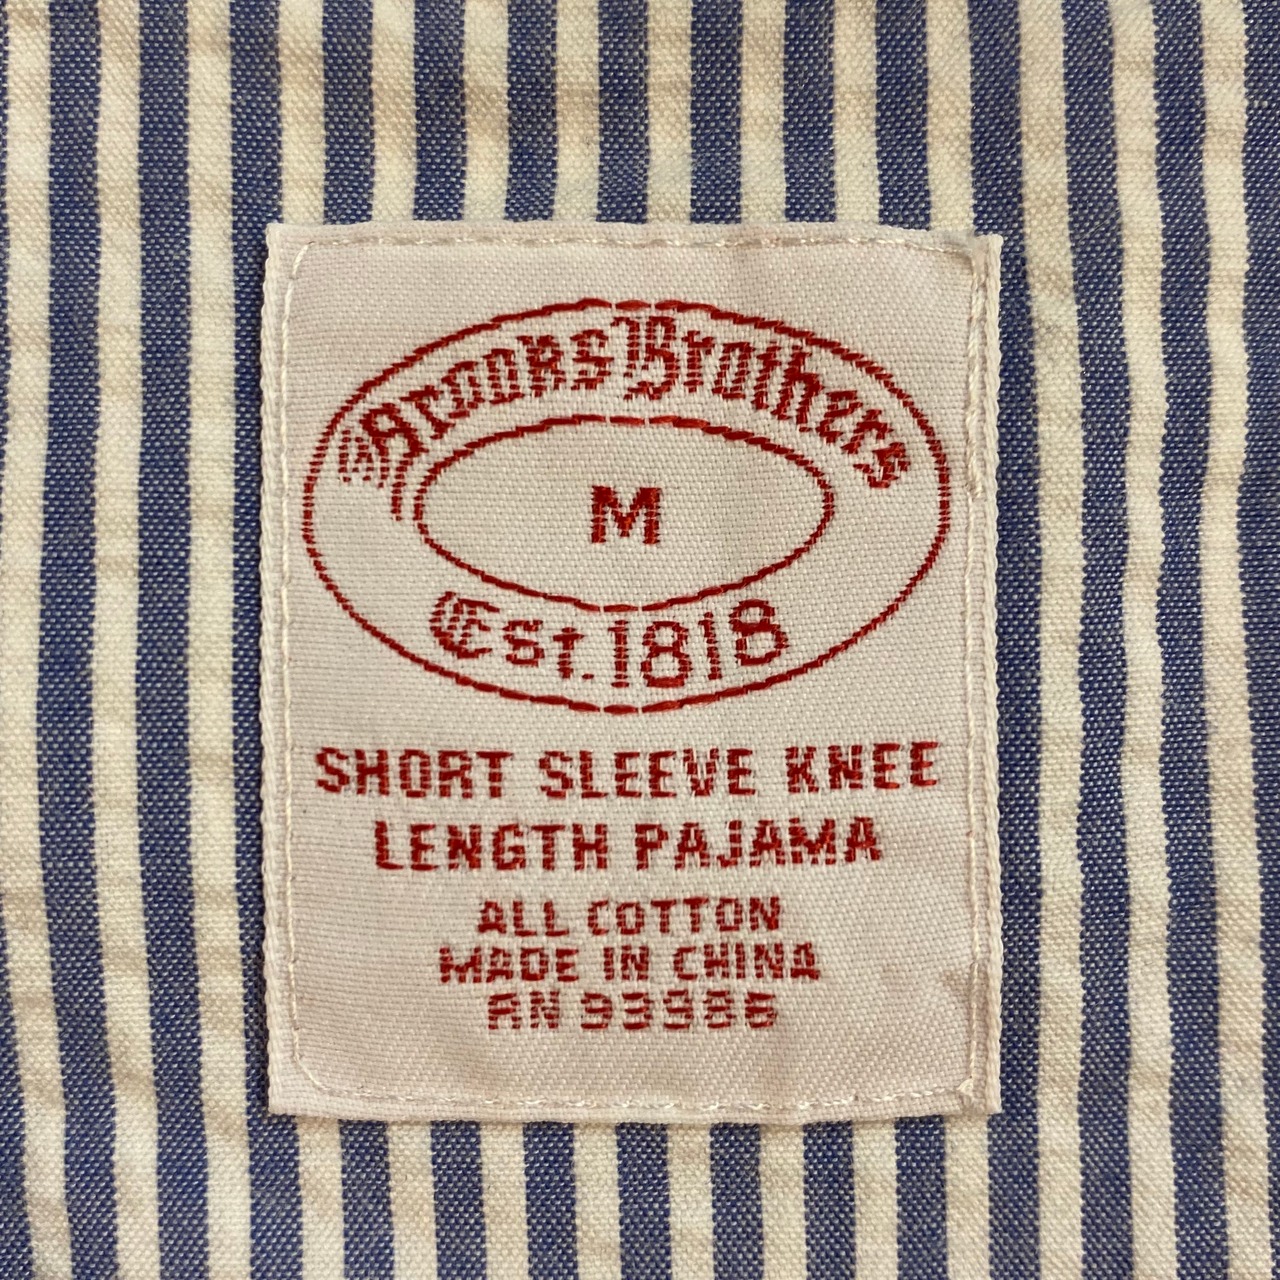 Brooks Brothers
M
Est. 1818
SHORT SLEEVE KNEE
LENGTH PAJAMA
ALL COTTON
MADE IN CHINA
RN 93986